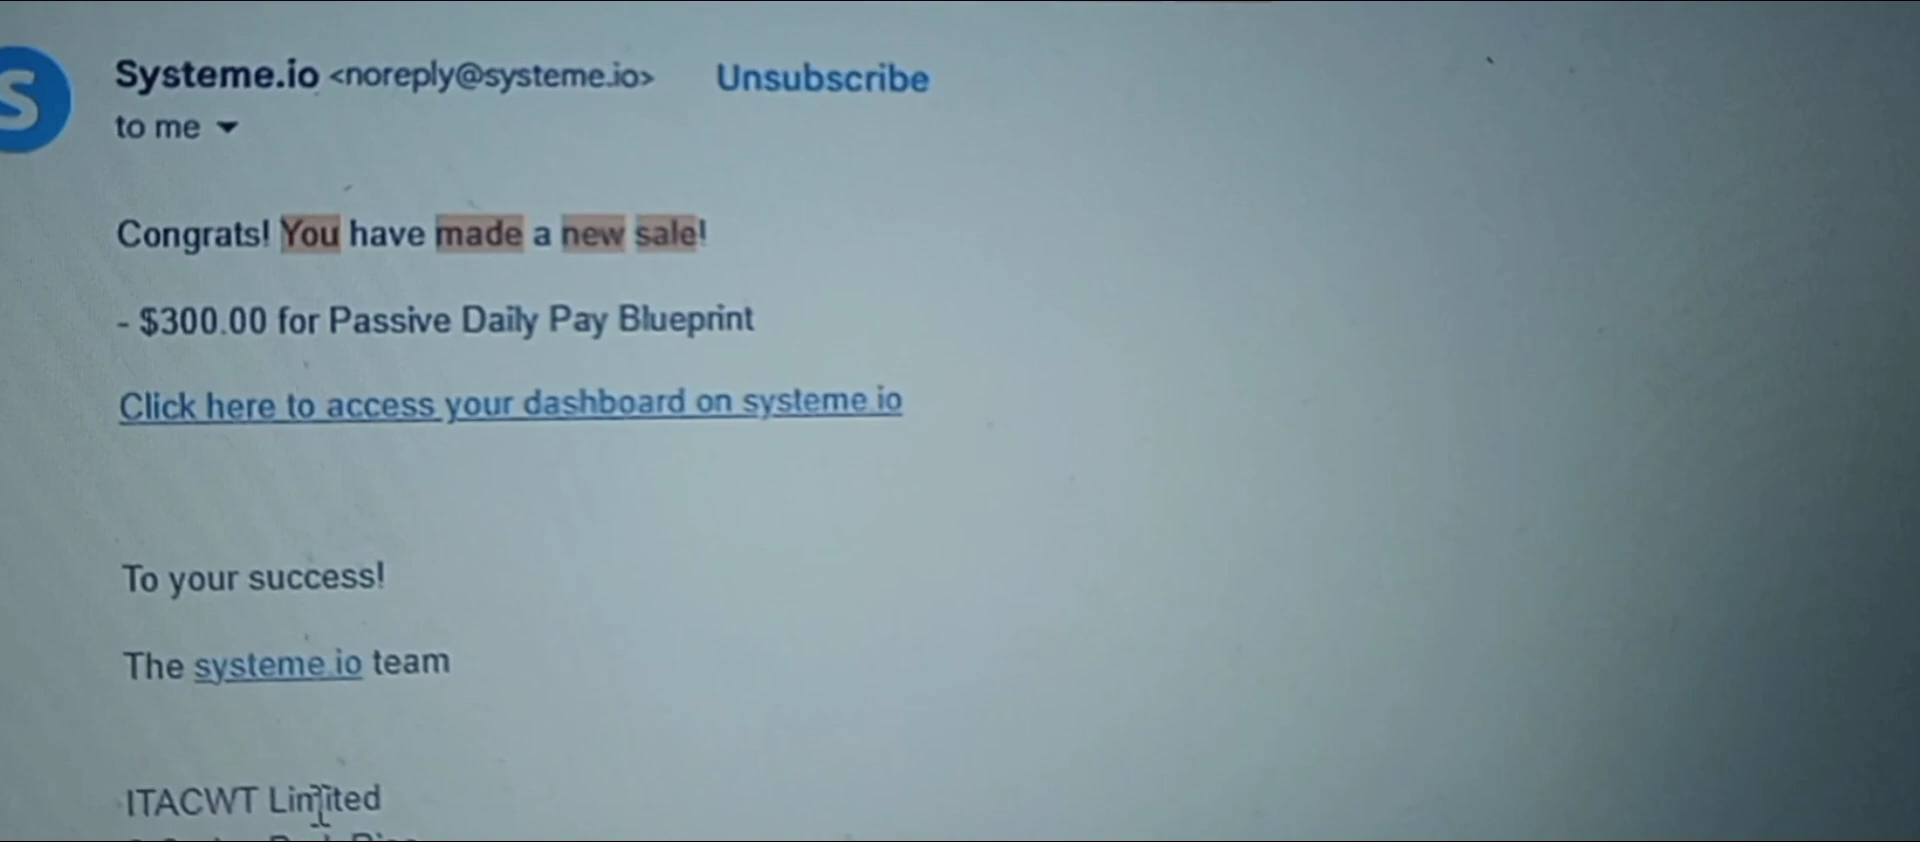 Systeme.io <noreply@systeme.io> Unsubscribe
to me
Congrats! You have made a new sale!
- $300.00 for Passive Daily Pay Blueprint
Click here to access your dashboard on systeme.io
To your success!
The systeme.io team
ITACWT Limited